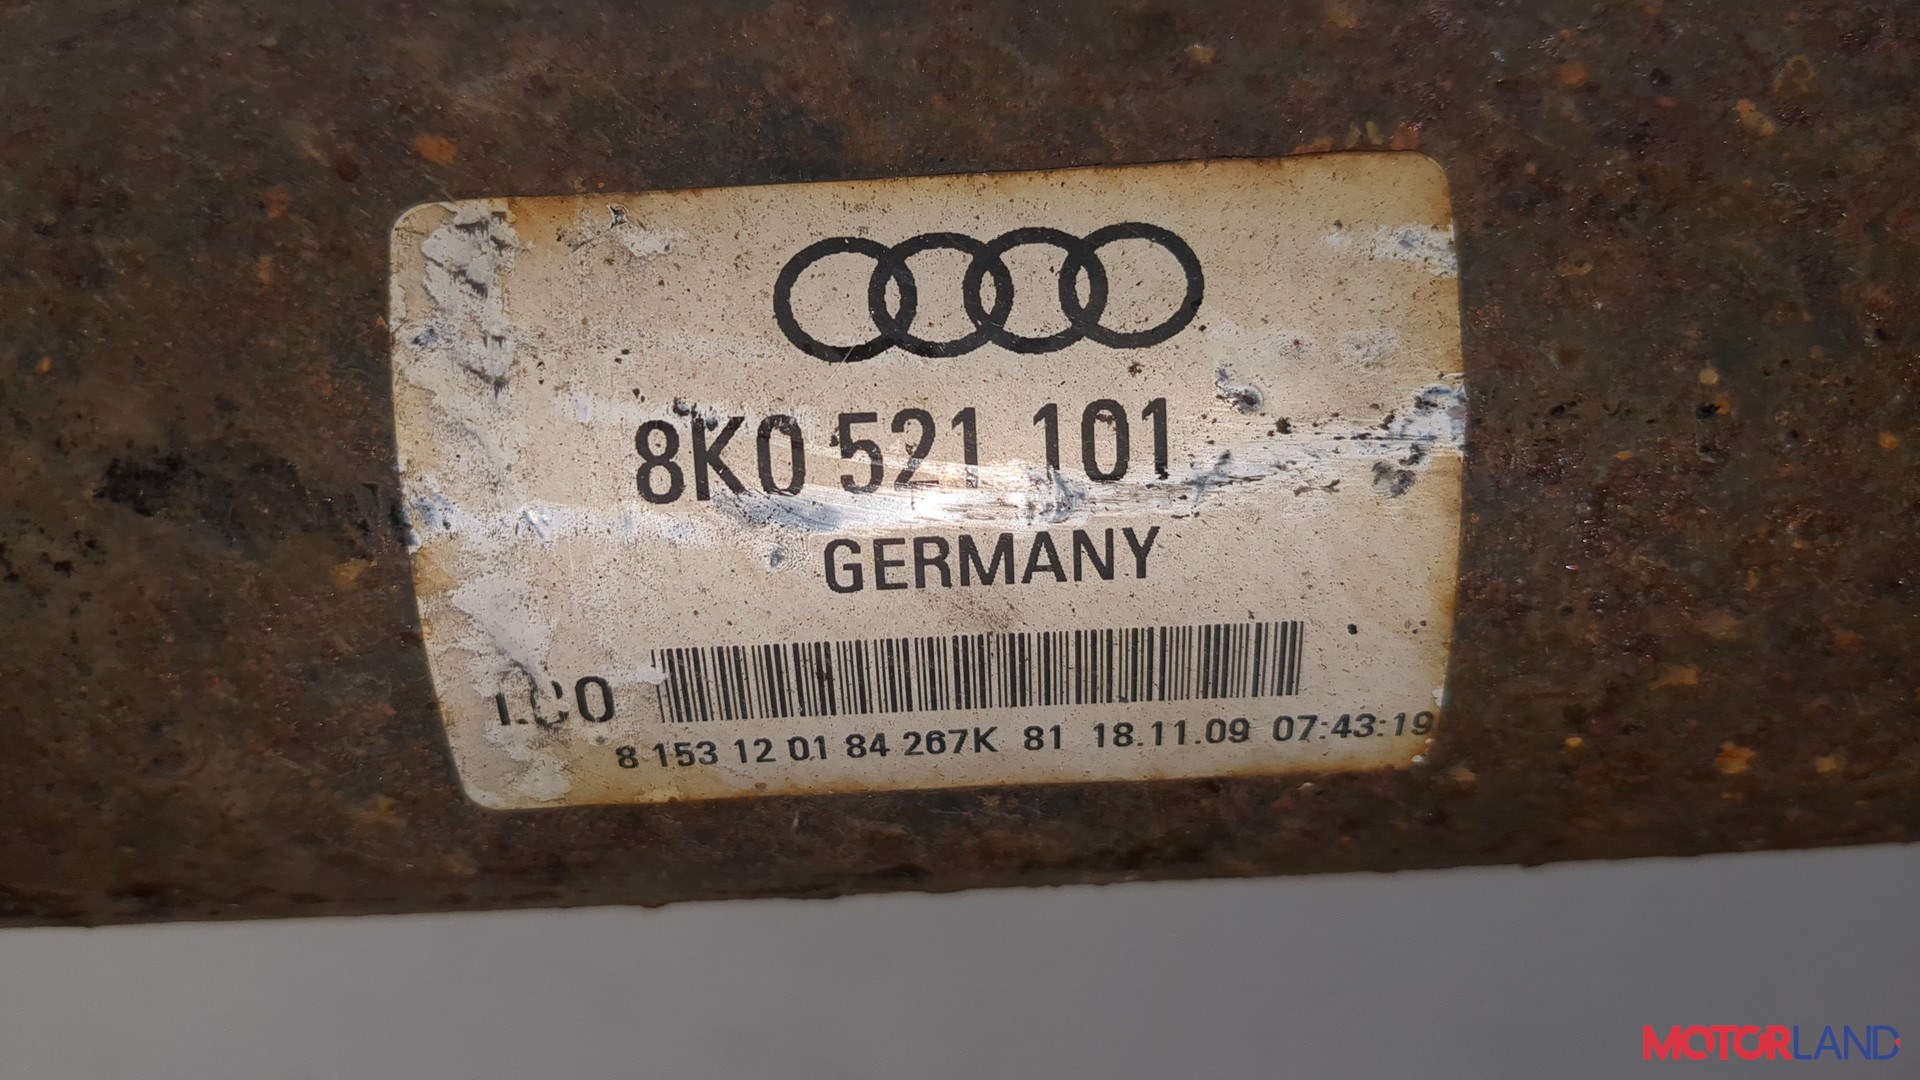 8K0 521 101
GERMANY
8 153 12 01 84 267K 81 18.11.09 07:43:19
MOTORLAND